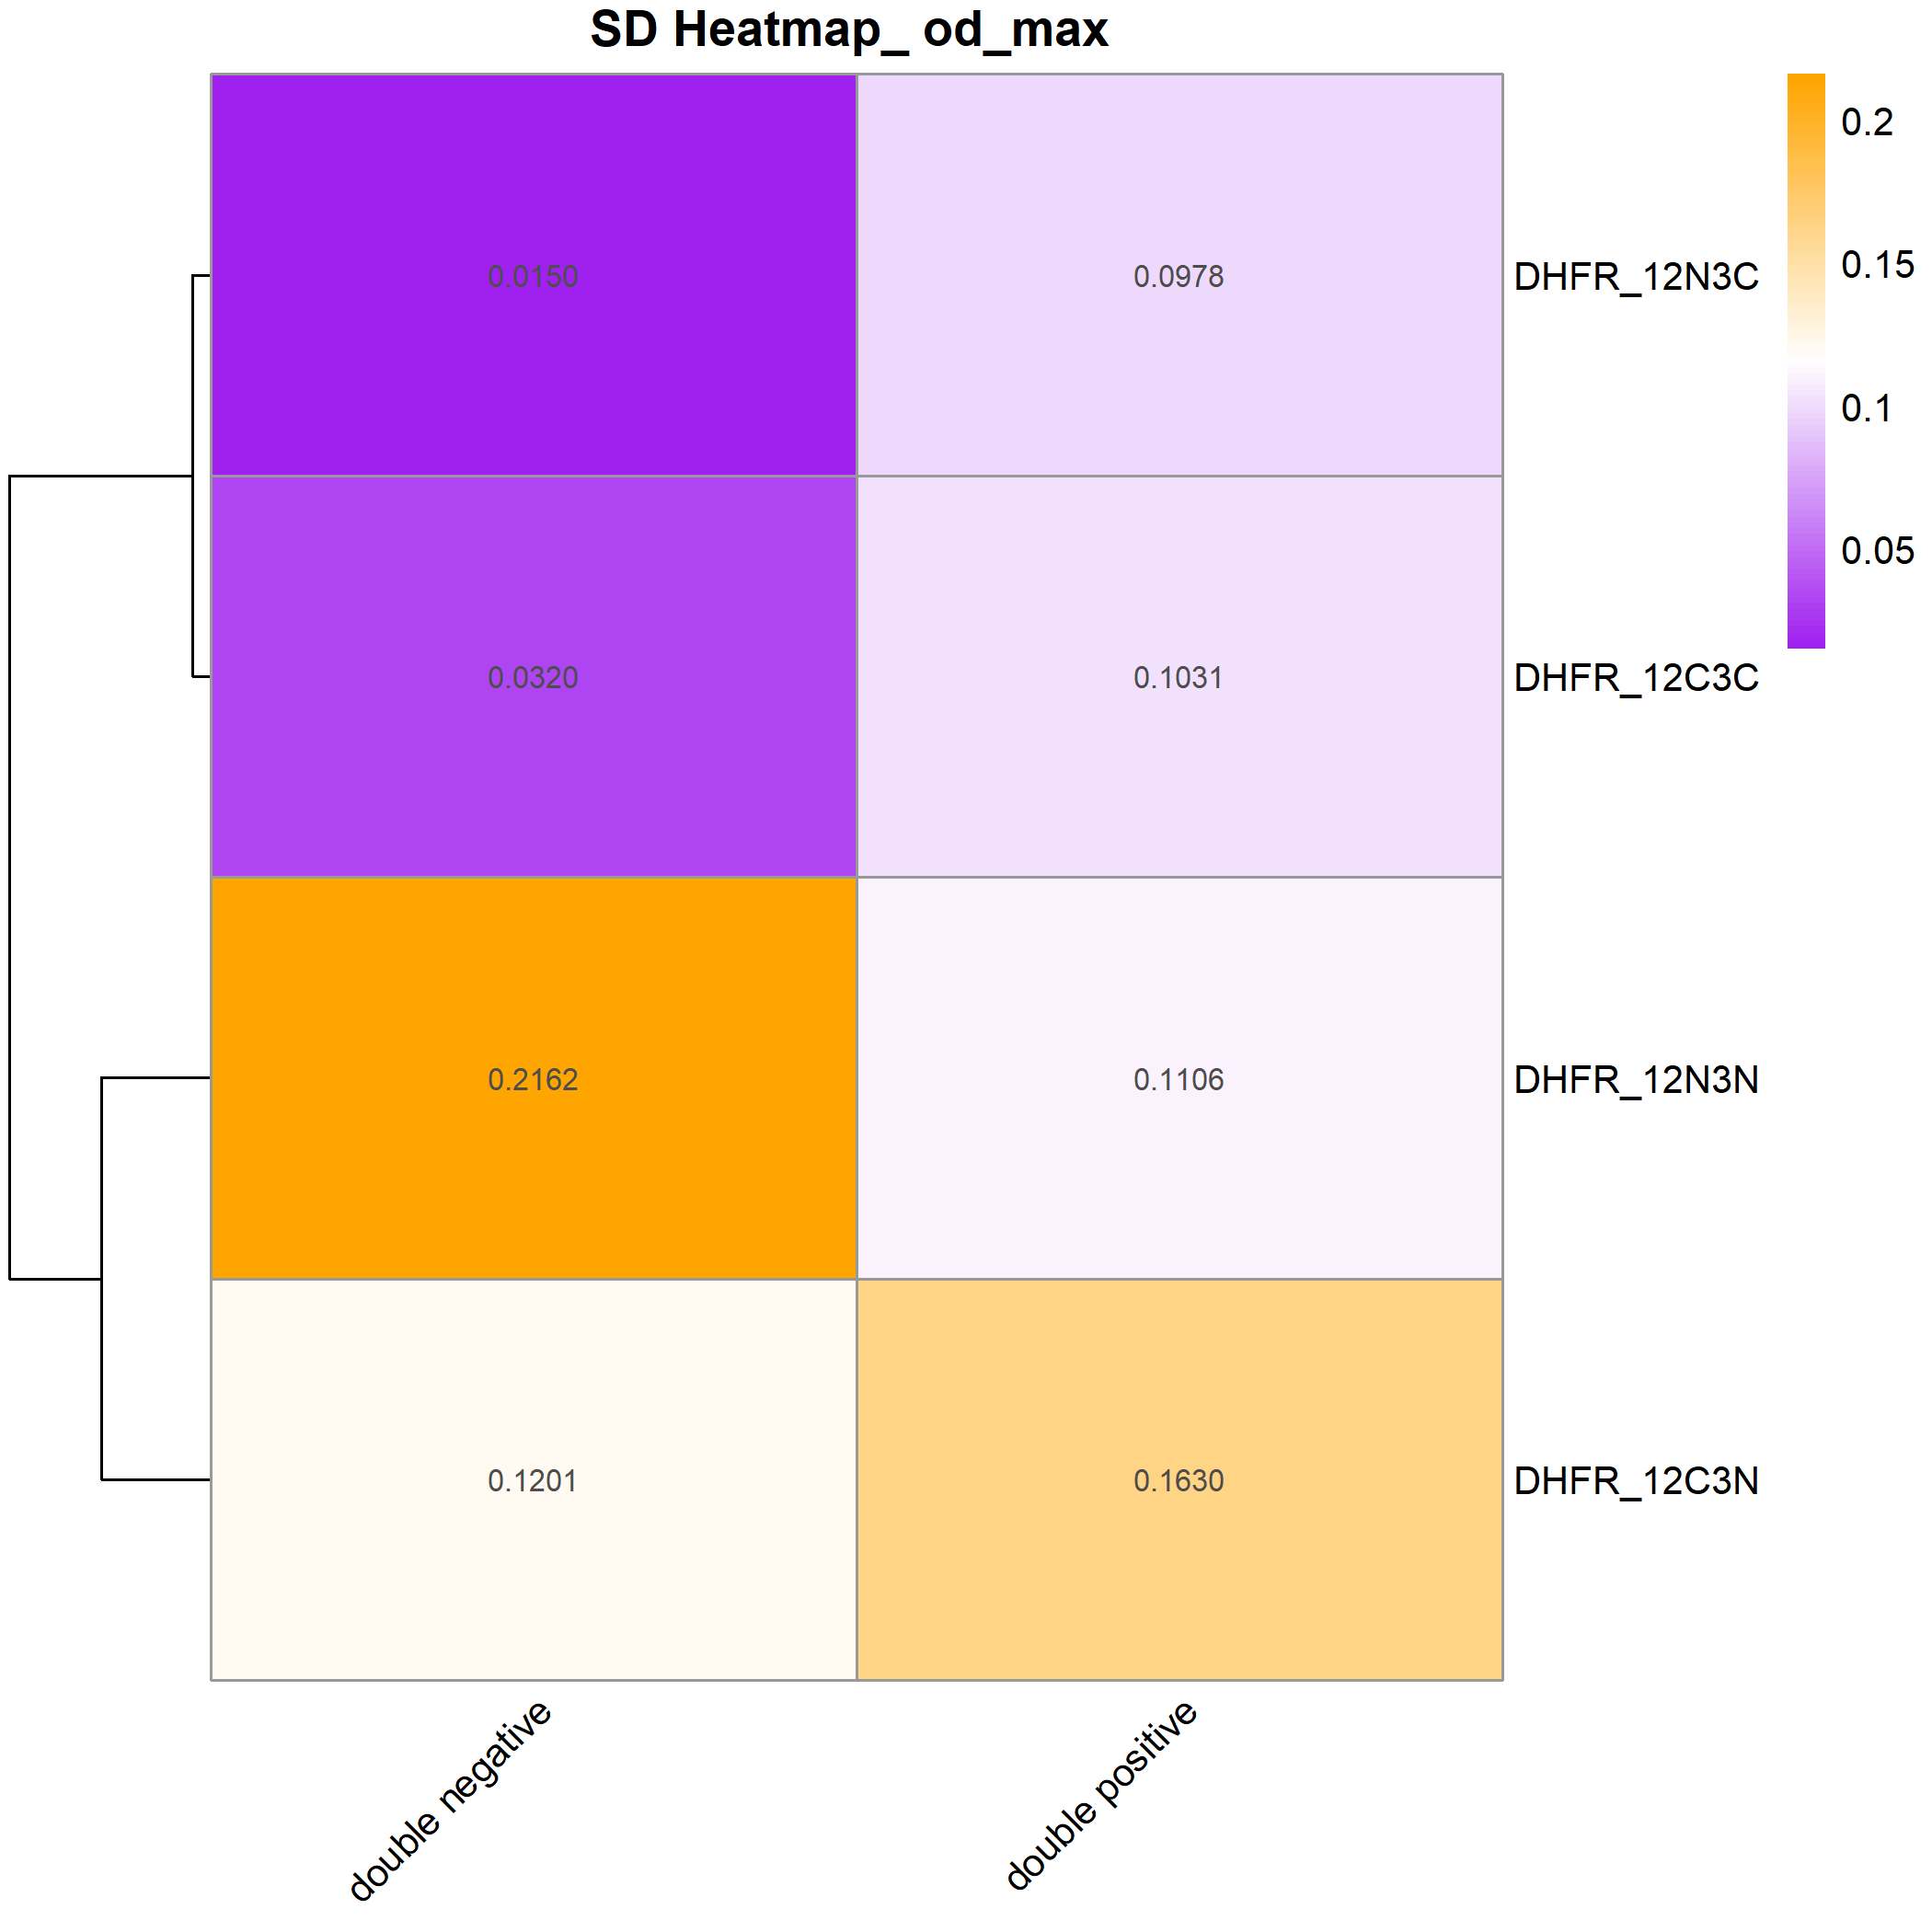 SD Heatmap_ od_max
0.0150 0.0978 DHFR_12N3C
0.0320 0.1031 DHFR_12C3C
0.2162 0.1106 DHFR_12N3N
0.1201 0.1630 DHFR_12C3N
0.2
0.15
0.1
0.05
double negative
double positive